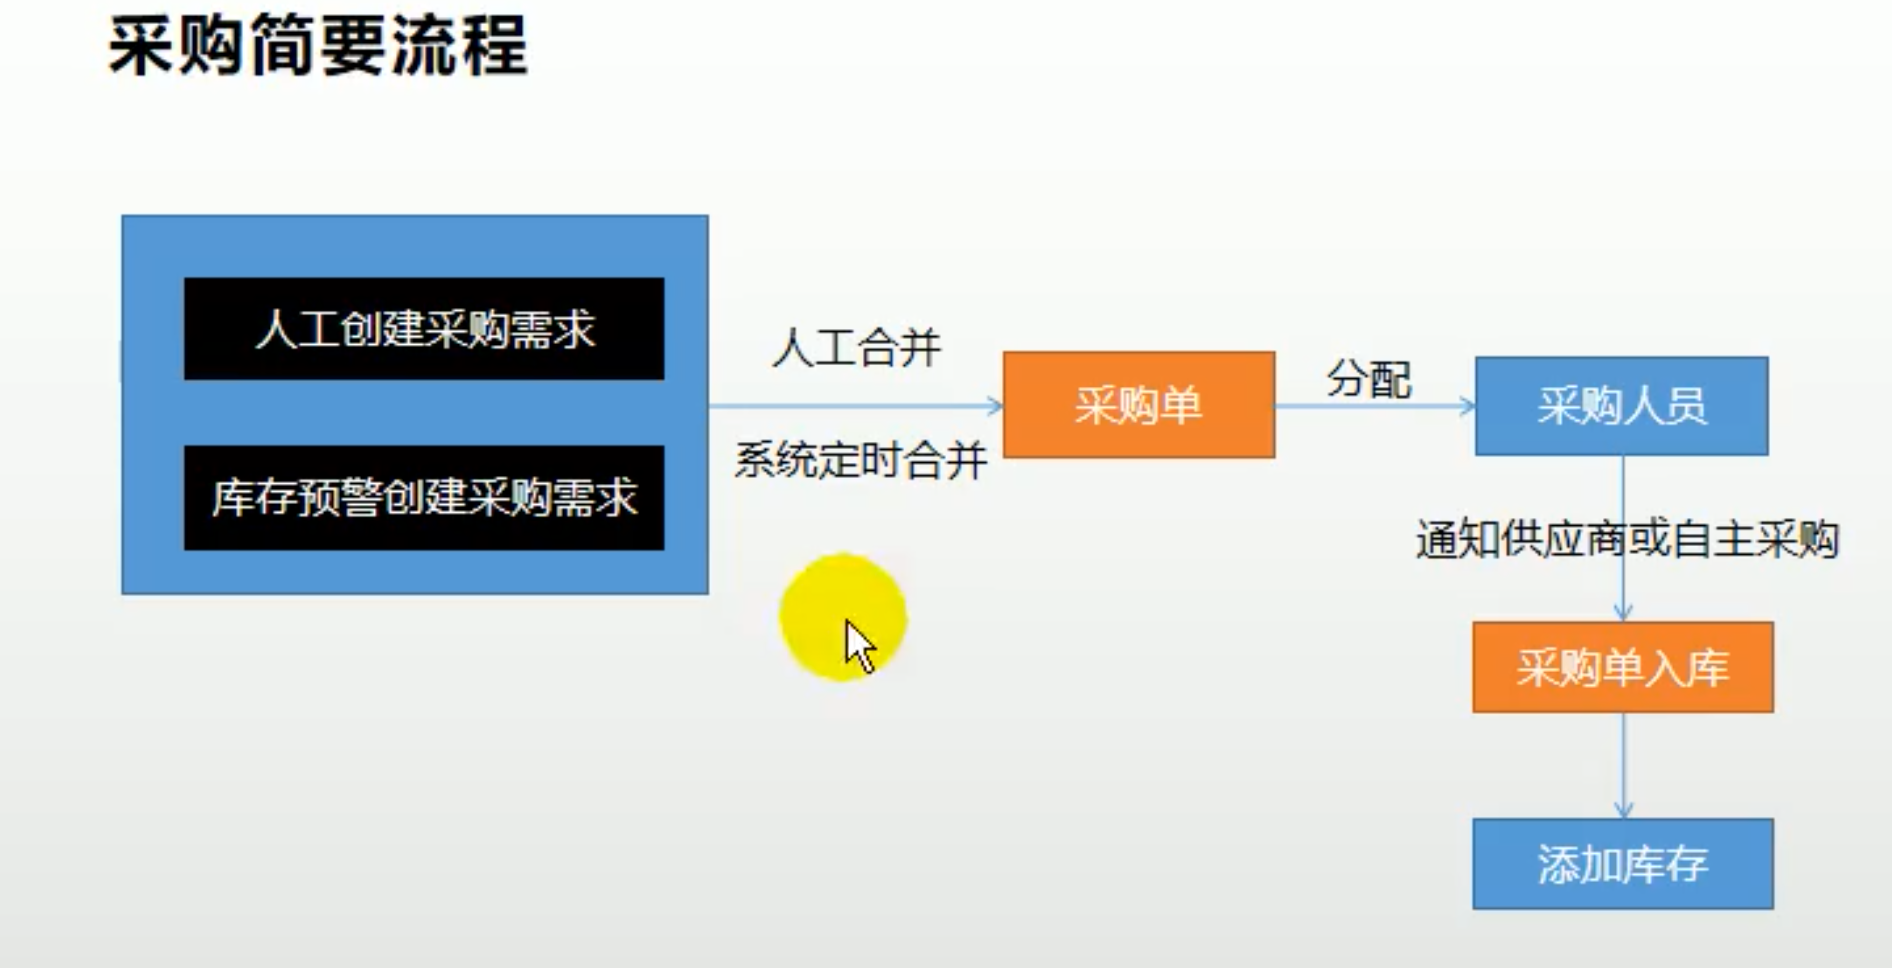 采购简要流程
人工创建采购需求
库存预警创建采购需求
人工合并
系统定时合并
采购单
分配
采购人员
通知供应商或自主采购
采购单入库
添加库存